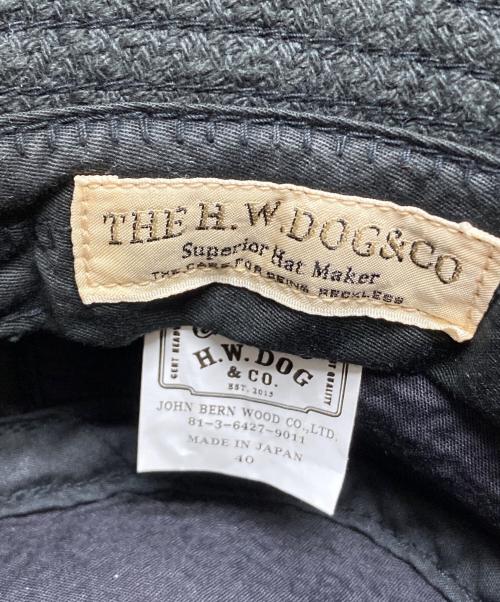 THE H.W.DOG&CO
Superior Hat Maker
THE CAPS FOR BEING RECKLESS
H.W.DOG
& CO.
EST. 2013
JOHN BERN WOOD CO.,LTD.
81-3-6427-9011
MADE IN JAPAN
40